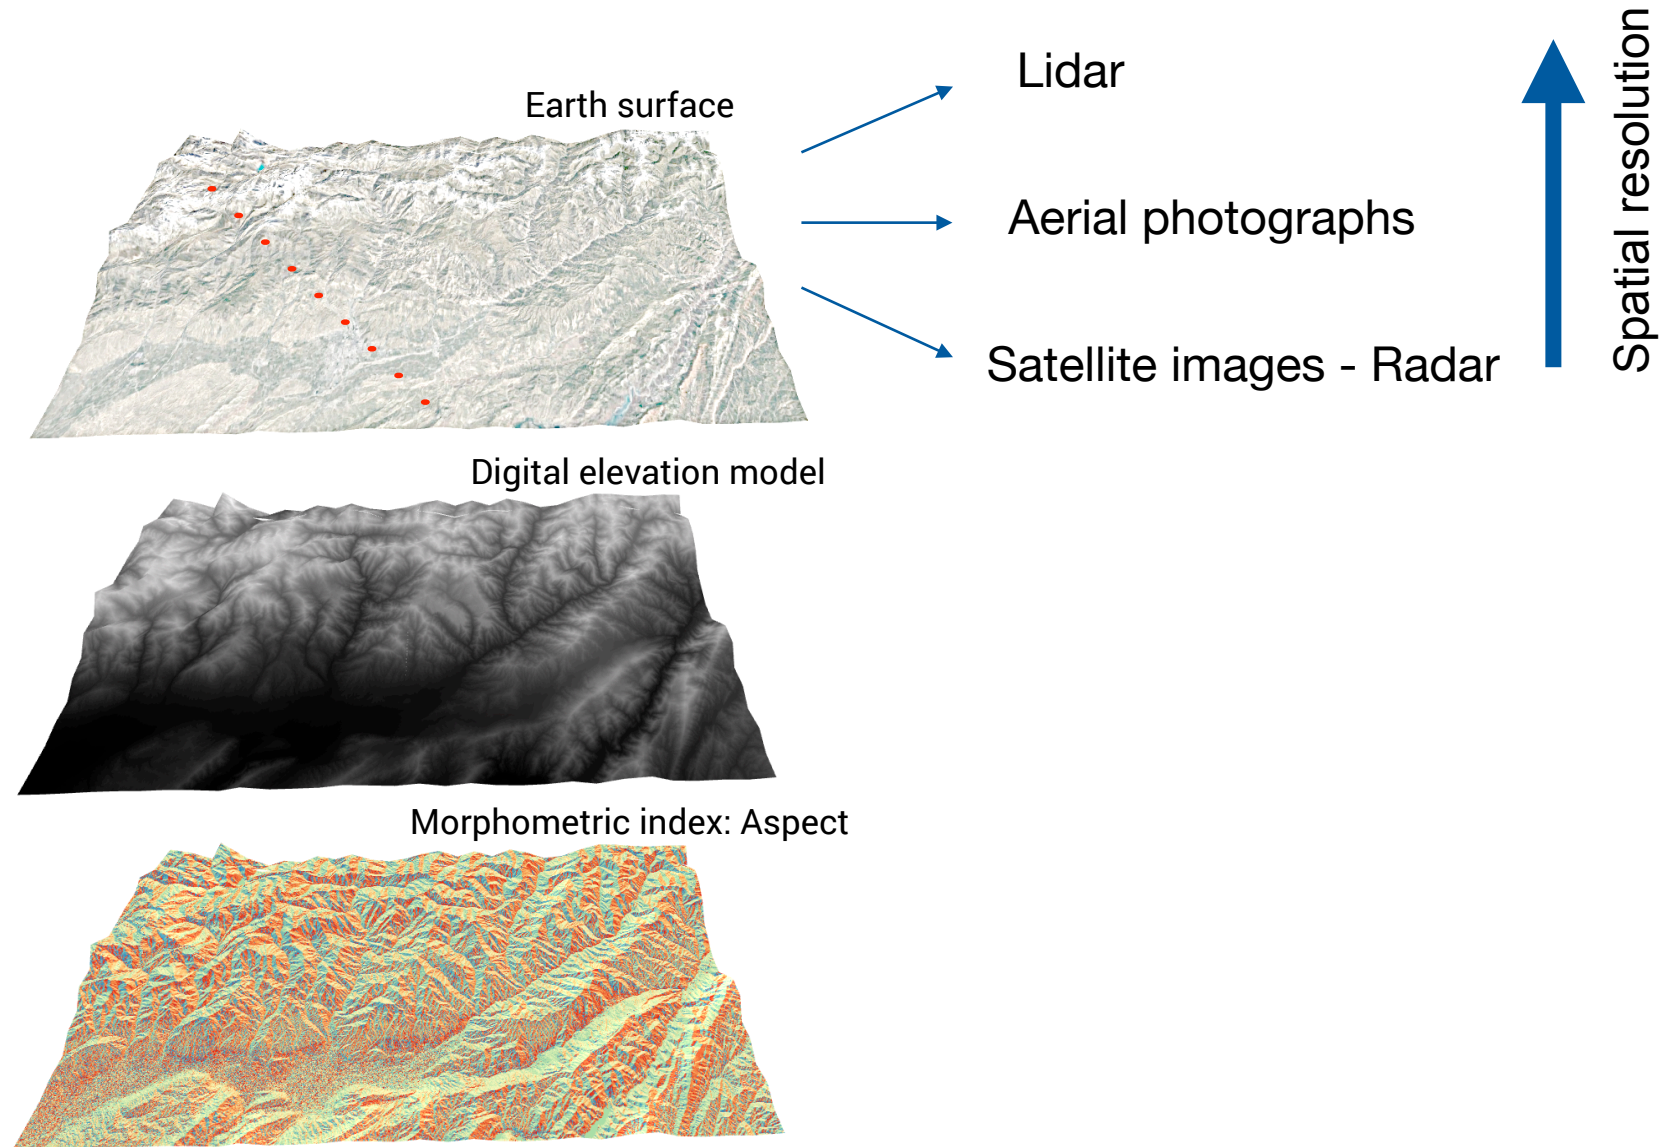 Earth surface
Lidar
Aerial photographs
Satellite images - Radar
Spatial resolution
Digital elevation model
Morphometric index: Aspect